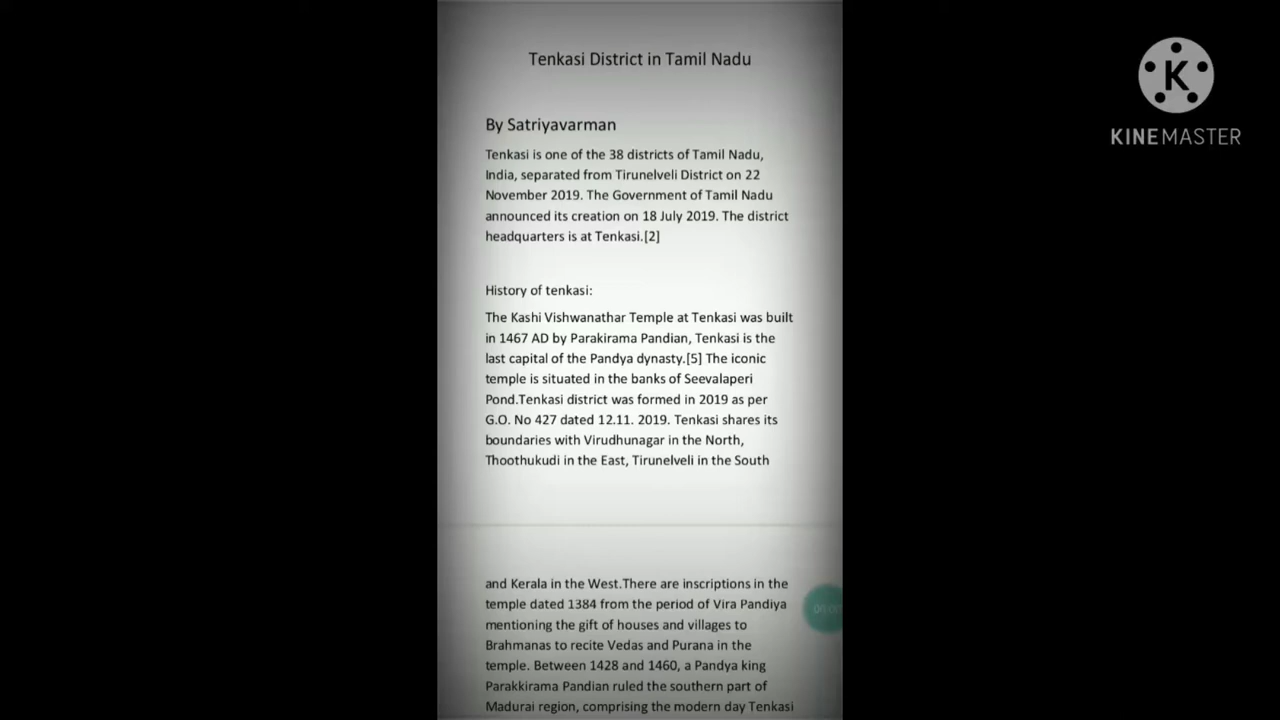 Tenkasi District in Tamil Nadu
By Satriyavarman
Tenkasi is one of the 38 districts of Tamil Nadu,
India, separated from Tirunelveli District on 22
November 2019. The Government of Tamil Nadu
announced its creation on 18 July 2019. The district
headquarters is at Tenkasi.[2]
History of tenkasi:
The Kashi Vishwanathar Temple at Tenkasi was built
in 1467 AD by Parakirama Pandian, Tenkasi is the
last capital of the Pandya dynasty.[5] The iconic
temple is situated in the banks of Seevalaperi
Pond.Tenkasi district was formed in 2019 as per
G.O. No 427 dated 12.11. 2019. Tenkasi shares its
boundaries with Virudhunagar in the North,
Thoothukudi in the East, Tirunelveli in the South
and Kerala in the West.There are inscriptions in the
temple dated 1384 from the period of Vira Pandiya
mentioning the gift of houses and villages to
Brahmanas to recite Vedas and Purana in the
temple. Between 1428 and 1460, a Pandya king
Parakkirama Pandian ruled the southern part of
Madurai region, comprising the modern day Tenkasi
K
KINEMASTER